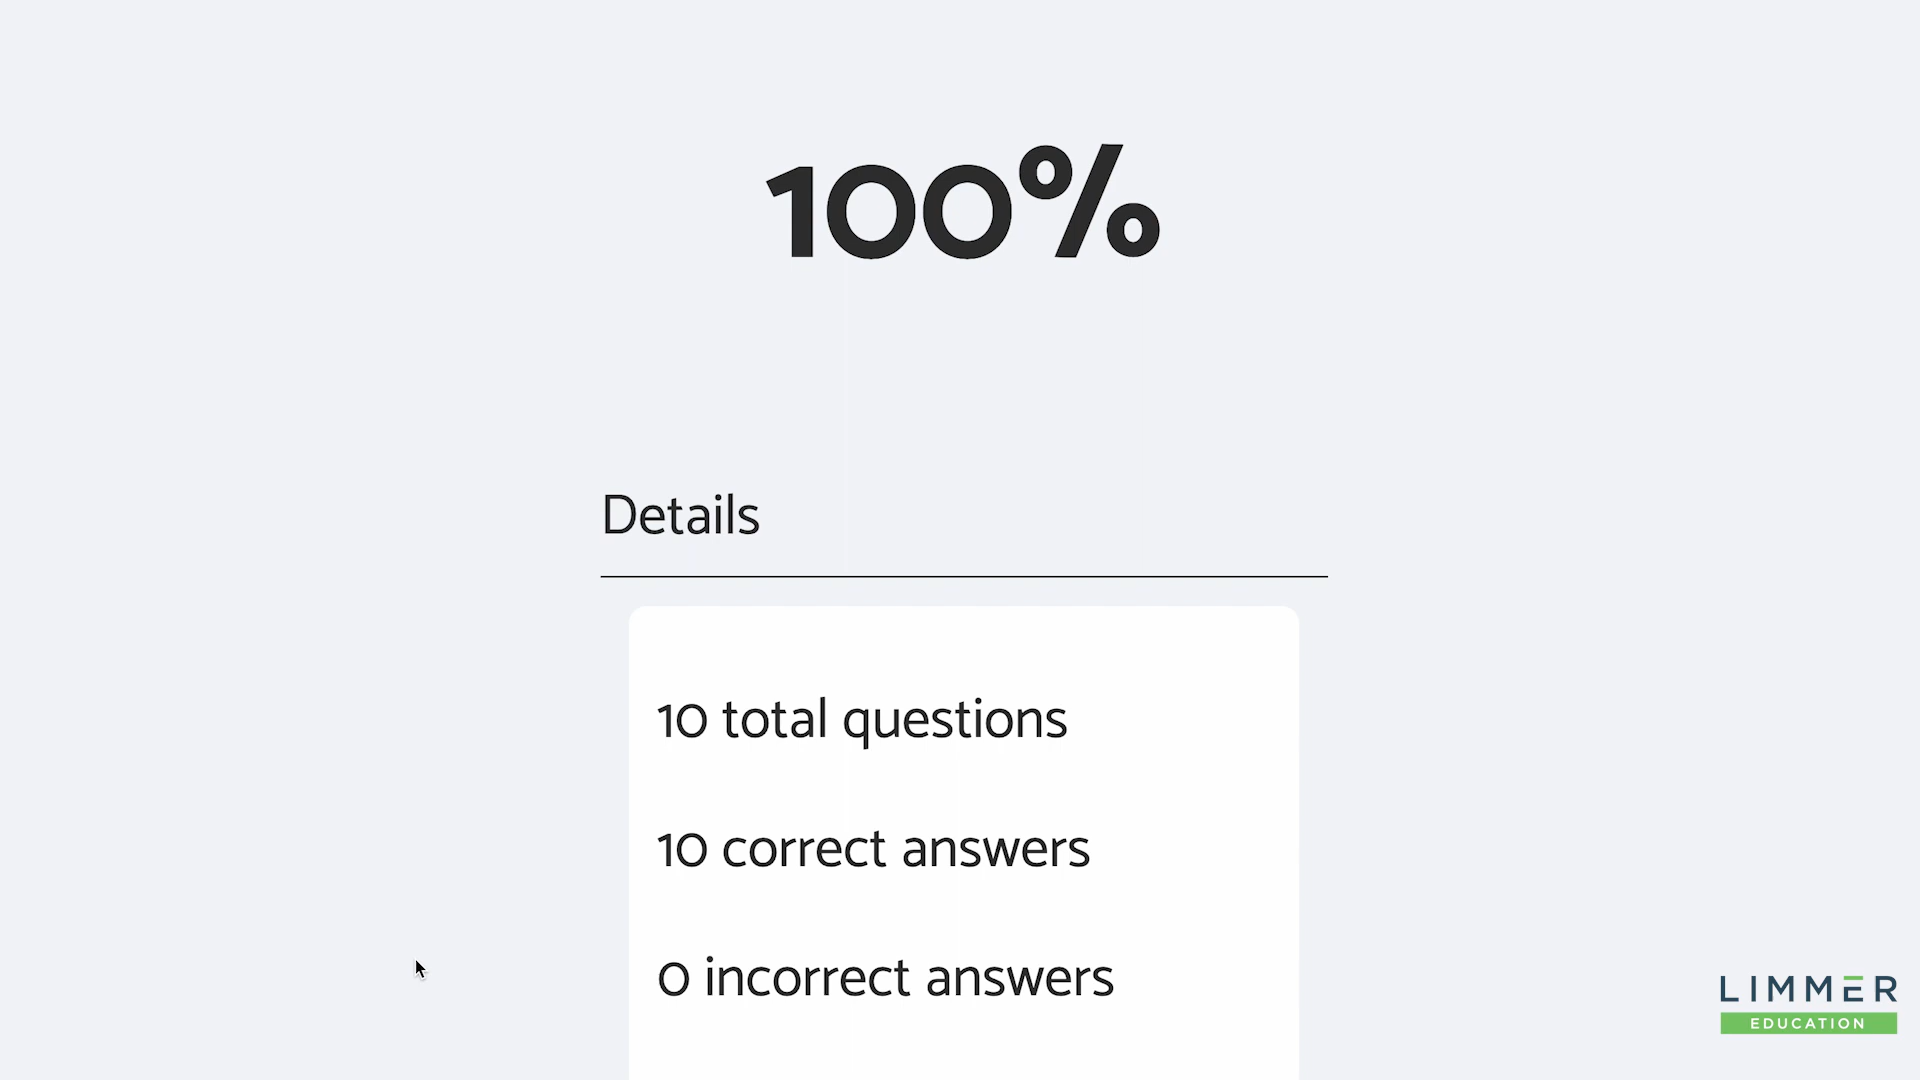 100%
Details
10 total questions
10 correct answers
0 incorrect answers
LIMMER
EDUCATION